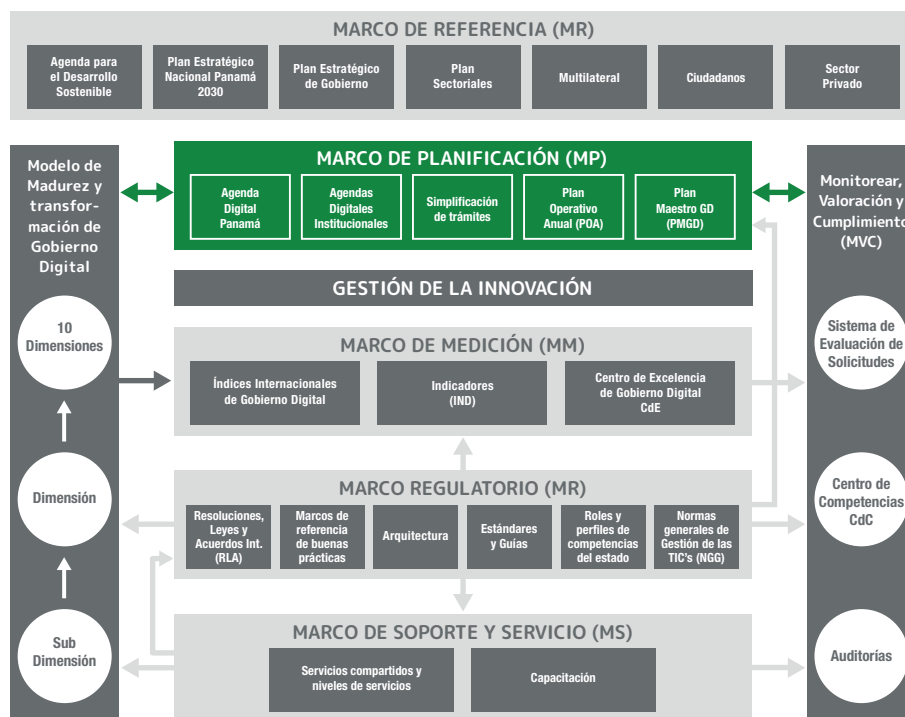 MARCO DE REFERENCIA (MR)
Agenda para
el Desarrollo
Sostenible
Plan Estratégico
Nacional Panamá
2030
Plan Estratégico
de Gobierno
Plan
Sectoriales
Multilateral
Ciudadanos
Sector
Privado
Modelo de
Madurez y
transfor-
mación de
Gobierno
Digital
10
Dimensiones
Dimensión
Sub
Dimensión
MARCO DE PLANIFICACIÓN (MP)
Agenda
Digital
Panamá
Agendas
Digitales
Institucionales
Simplificación
de trámites
Plan
Operativo
Anual (POA)
Plan
Maestro GD
(PMGD)
GESTIÓN DE LA INNOVACIÓN
MARCO DE MEDICIÓN (MM)
Índices Internacionales
de Gobierno Digital
Indicadores
(IND)
Centro de Excelencia
de Gobierno Digital
CdE
MARCO REGULATORIO (MR)
Resoluciones,
Leyes y
Acuerdos Int.
(RLA)
Marcos de
referencia
de buenas
prácticas
Arquitectura
Estándares
y Guías
Roles y
perfiles de
competencias
del estado
Normas
generales de
Gestión de las
TIC's (NGG)
MARCO DE SOPORTE Y SERVICIO (MS)
Servicios compartidos y
niveles de servicios
Capacitación
Monitorear,
Valoración y
Cumplimiento
(MVC)
Sistema de
Evaluación de
Solicitudes
Centro de
Competencias
CdC
Auditorías